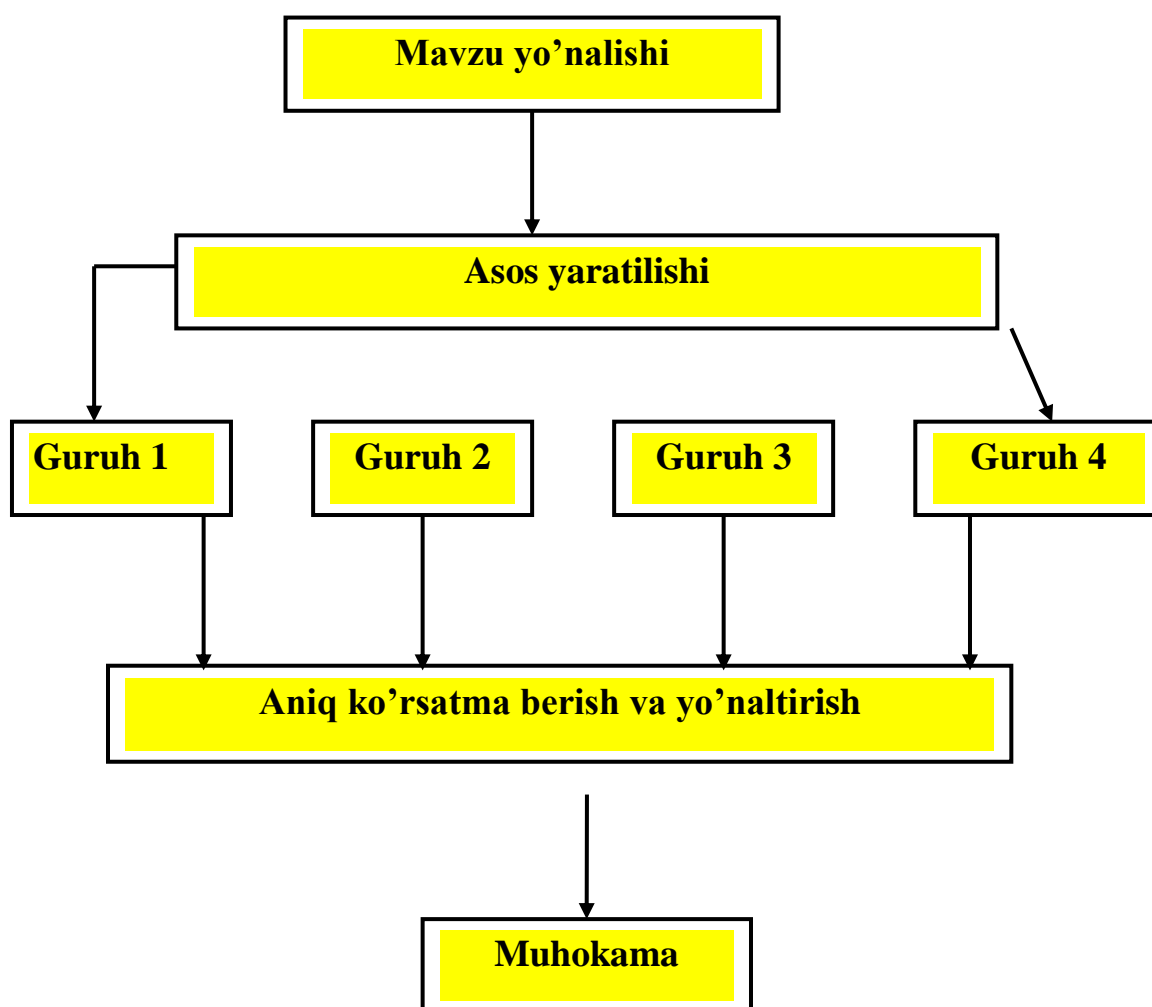 Mavzu yo’nalishi
Asos yaratilishi
Guruh 1
Guruh 2
Guruh 3
Guruh 4
Aniq ko’rsatma berish va yo’naltirish
Muhokama